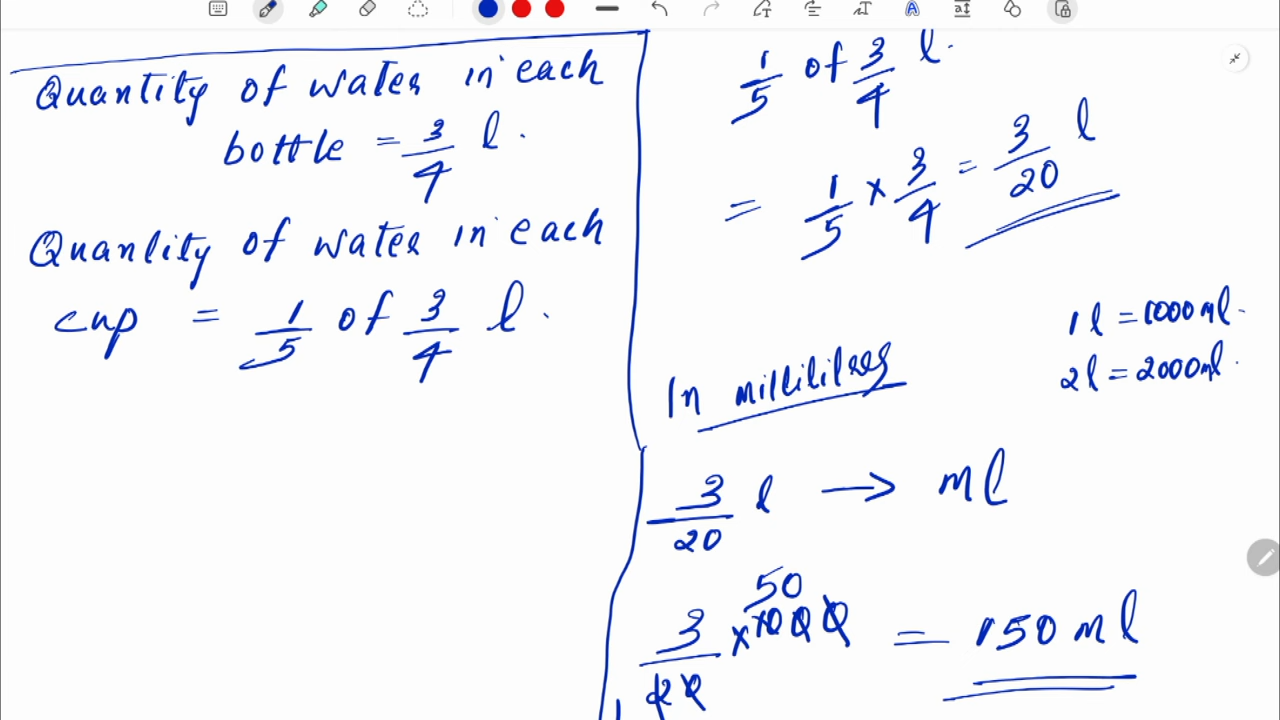 Quantity of water in each
bottle = 3/4 l.
Quantity of water in each
cup = 1/5 of 3/4 l.
1/5 of 3/4 l.
= 1/5 × 3/4 = 3/20 l
1 l = 1000 ml.
2 l = 2000 ml.
In millilitres
3/20 l → ml
50
3/20 × 1000 = 150 ml
1